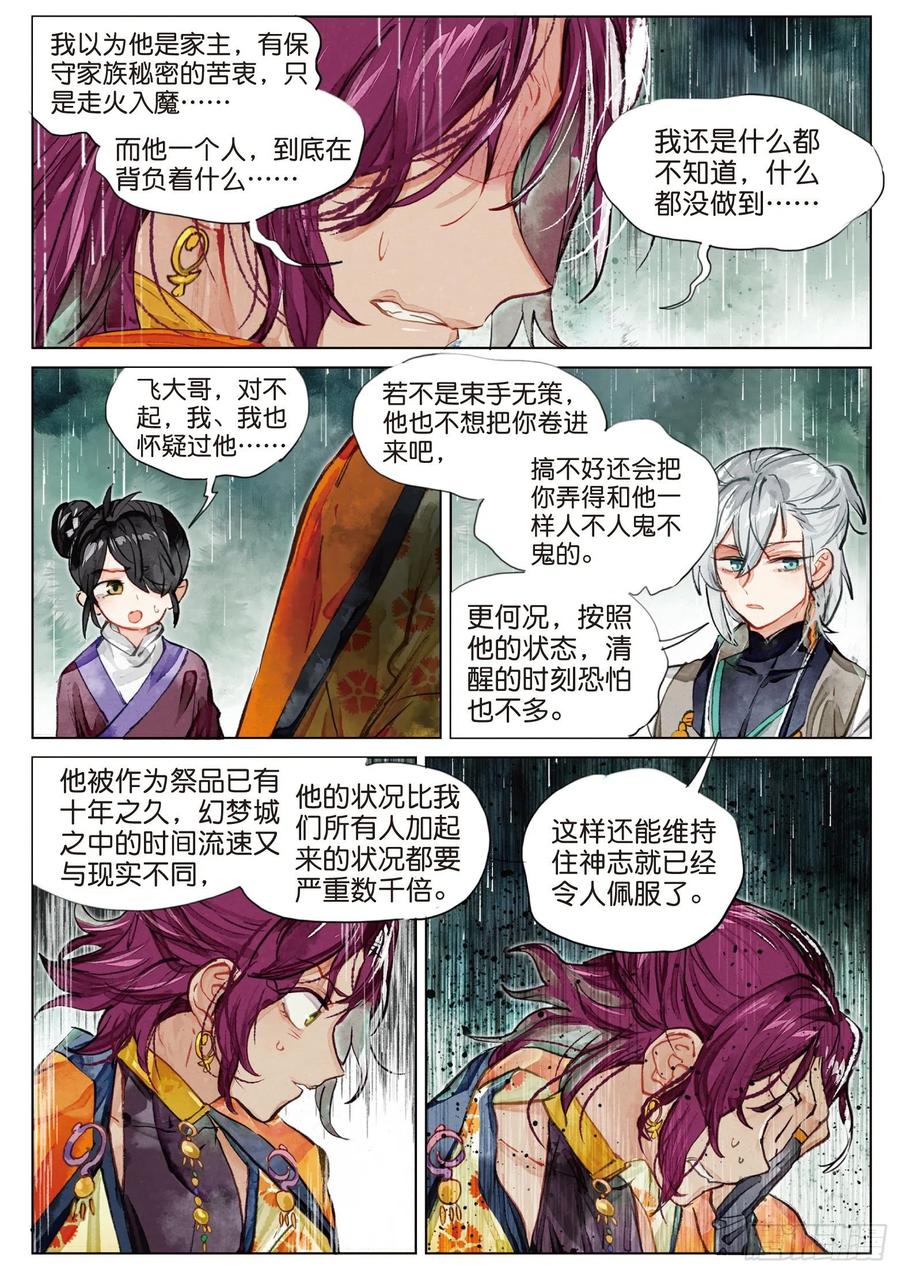 我以为他是家主，有保
守家族秘密的苦衷，只
是走火入魔……
而他一个人，到底在
背负着什么……
我还是什么都
不知道，什么
都没做到……
飞大哥，对不
起，我、我也
怀疑过他……
若不是束手无策，
他也不想把你卷进
来吧，
搞不好还会把
你弄得和他一
样人不人鬼不
鬼的。
更何况，按照
他的状态，清
醒的时刻恐怕
也不多。
他被作为祭品已有
十年之久，幻梦城
之中的时间流速又
与现实不同，
他的状况比我
们所有人加起
来的状况都要
严重数千倍。
这样还能维持
住神志就已经
令人佩服了。